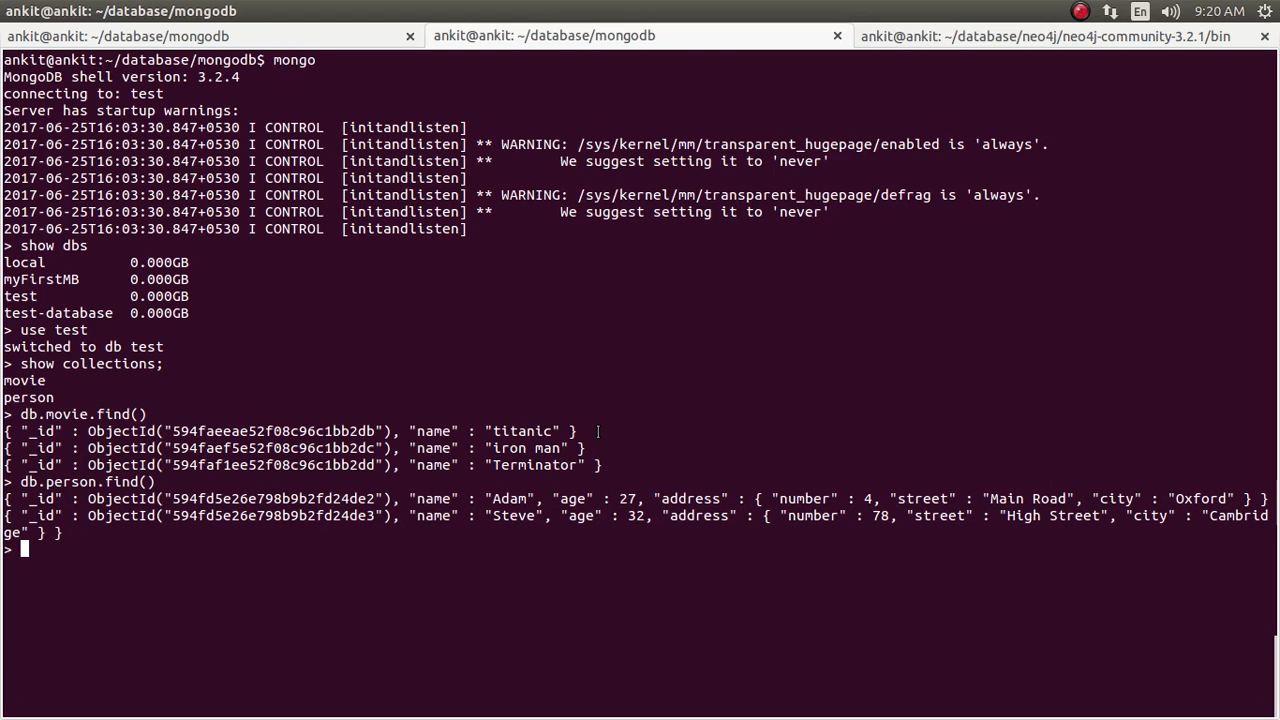 ankit@ankit: ~/database/mongodb
En
9:20 AM
ankit@ankit: ~/database/mongodb
ankit@ankit: ~/database/mongodb
ankit@ankit: ~/database/neo4j/neo4j-community-3.2.1/bin
ankit@ankit:~/database/mongodb$ mongo
MongoDB shell version: 3.2.4
connecting to: test
Server has startup warnings:
2017-06-25T16:03:30.847+0530 I CONTROL  [initandlisten]
2017-06-25T16:03:30.847+0530 I CONTROL  [initandlisten] ** WARNING: /sys/kernel/mm/transparent_hugepage/enabled is 'always'.
2017-06-25T16:03:30.847+0530 I CONTROL  [initandlisten] **        We suggest setting it to 'never'
2017-06-25T16:03:30.847+0530 I CONTROL  [initandlisten]
2017-06-25T16:03:30.847+0530 I CONTROL  [initandlisten] ** WARNING: /sys/kernel/mm/transparent_hugepage/defrag is 'always'.
2017-06-25T16:03:30.847+0530 I CONTROL  [initandlisten] **        We suggest setting it to 'never'
2017-06-25T16:03:30.847+0530 I CONTROL  [initandlisten]
> show dbs
local          0.000GB
myFirstMB      0.000GB
test           0.000GB
test-database  0.000GB
> use test
switched to db test
> show collections;
movie
person
> db.movie.find()
{ "_id" : ObjectId("594faeeae52f08c96c1bb2db"), "name" : "titanic" }
{ "_id" : ObjectId("594faef5e52f08c96c1bb2dc"), "name" : "iron man" }
{ "_id" : ObjectId("594faf1ee52f08c96c1bb2dd"), "name" : "Terminator" }
> db.person.find()
{ "_id" : ObjectId("594fd5e26e798b9b2fd24de2"), "name" : "Adam", "age" : 27, "address" : { "number" : 4, "street" : "Main Road", "city" : "Oxford" } }
{ "_id" : ObjectId("594fd5e26e798b9b2fd24de3"), "name" : "Steve", "age" : 32, "address" : { "number" : 78, "street" : "High Street", "city" : "Cambrid
ge" } }
>